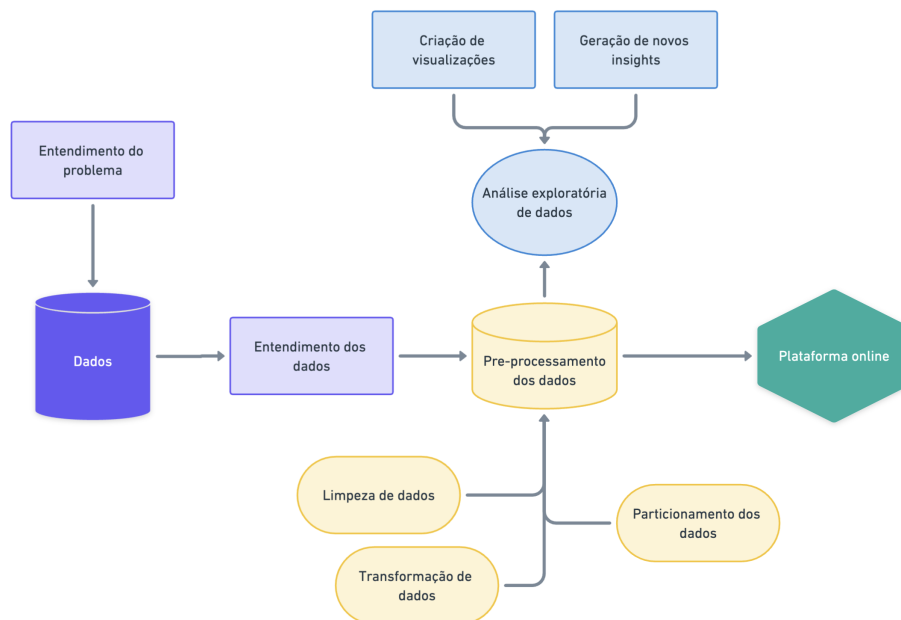 Criação de
visualizações
Geração de novos
insights
Entendimento do
problema
Análise exploratória
de dados
Dados
Entendimento dos
dados
Pre-processamento
dos dados
Plataforma online
Limpeza de dados
Particionamento dos
dados
Transformação de
dados